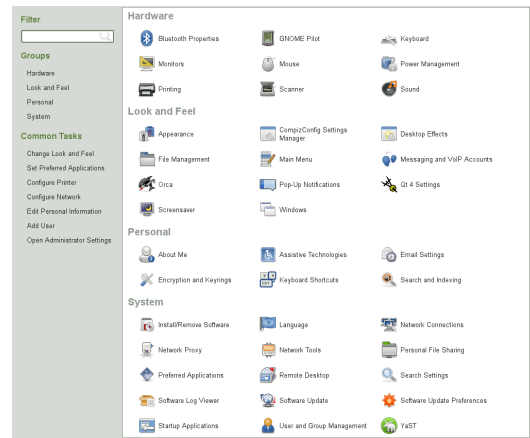 Filter
Groups
Hardware
Look and Feel
Personal
System
Common Tasks
Change Look and Feel
Set Preferred Applications
Configure Printer
Configure Network
Edit Personal Information
Add User
Open Administrator Settings
Hardware
Bluetooth Properties
GNOME Pilot
Keyboard
Monitors
Mouse
Power Management
Printing
Scanner
Sound
Look and Feel
Appearance
CompizConfig Settings
Manager
Desktop Effects
File Management
Main Menu
Messaging and VoIP Accounts
Orca
Pop-Up Notifications
Qt 4 Settings
Screensaver
Windows
Personal
About Me
Assistive Technologies
Email Settings
Encryption and Keyrings
Keyboard Shortcuts
Search and Indexing
System
Install/Remove Software
Language
Network Connections
Network Proxy
Network Tools
Personal File Sharing
Preferred Applications
Remote Desktop
Search Settings
Software Log Viewer
Software Update
Software Update Preferences
Startup Applications
User and Group Management
YaST